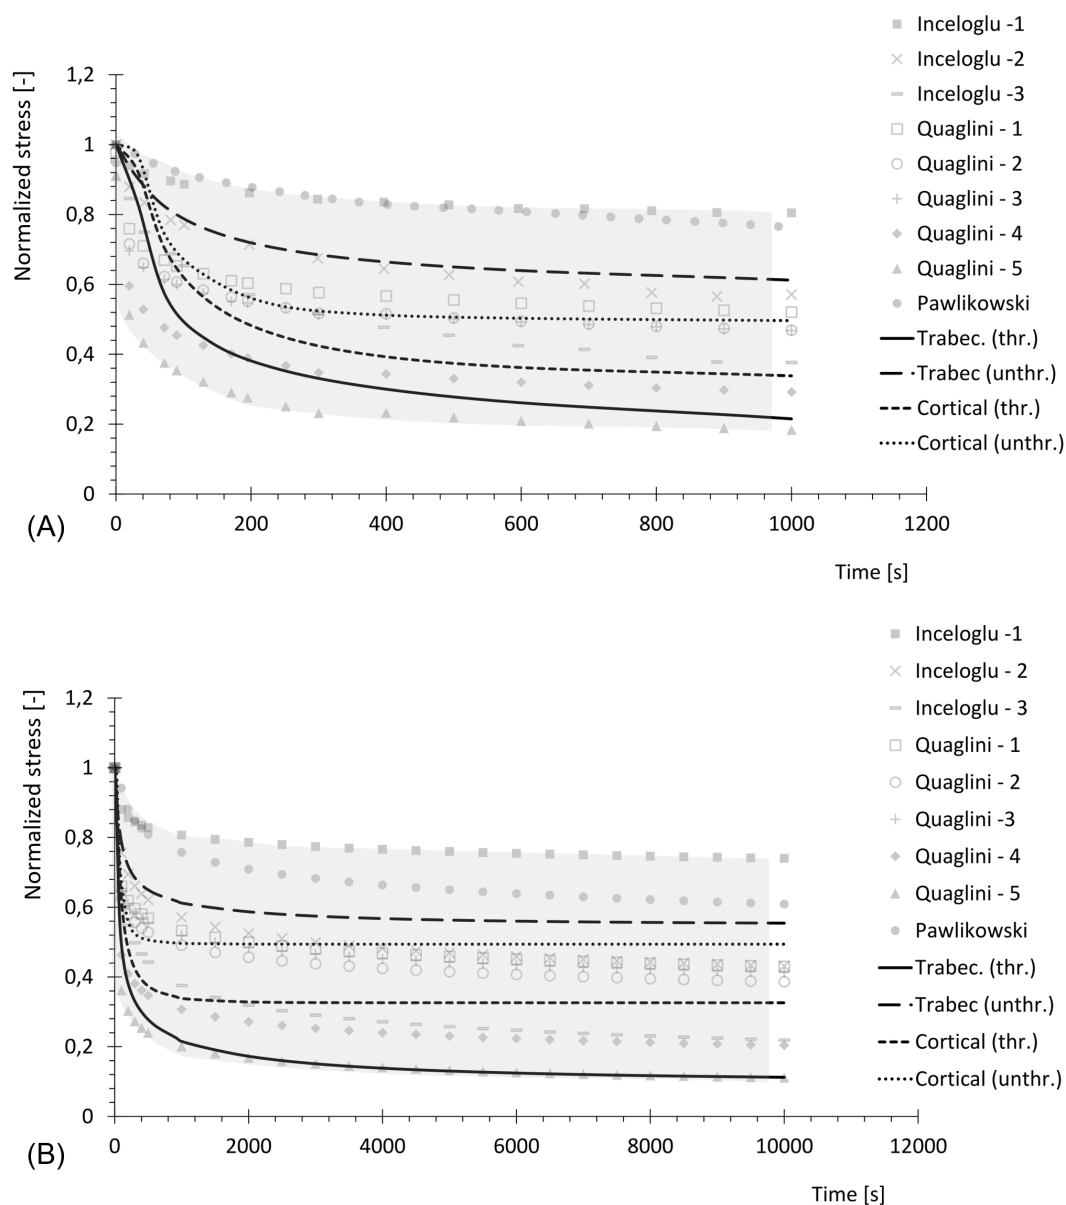 Inceloglu -1
Inceloglu -2
Inceloglu -3
Quaglini - 1
Quaglini - 2
Quaglini - 3
Quaglini - 4
Quaglini - 5
Pawlikowski
Trabec. (thr.)
Trabec (unthr.)
Cortical (thr.)
Cortical (unthr.)
Normalized stress [-]
1,2
1
0,8
0,6
0,4
0,2
0
0 200 400 600 800 1000 1200
(A)
Time [s]
Inceloglu -1
Inceloglu - 2
Inceloglu - 3
Quaglini - 1
Quaglini - 2
Quaglini -3
Quaglini - 4
Quaglini - 5
Pawlikowski
Trabec. (thr.)
Trabec (unthr.)
Cortical (thr.)
Cortical (unthr.)
Normalized stress [-]
1,2
1
0,8
0,6
0,4
0,2
0
0 2000 4000 6000 8000 10000 12000
(B)
Time [s]